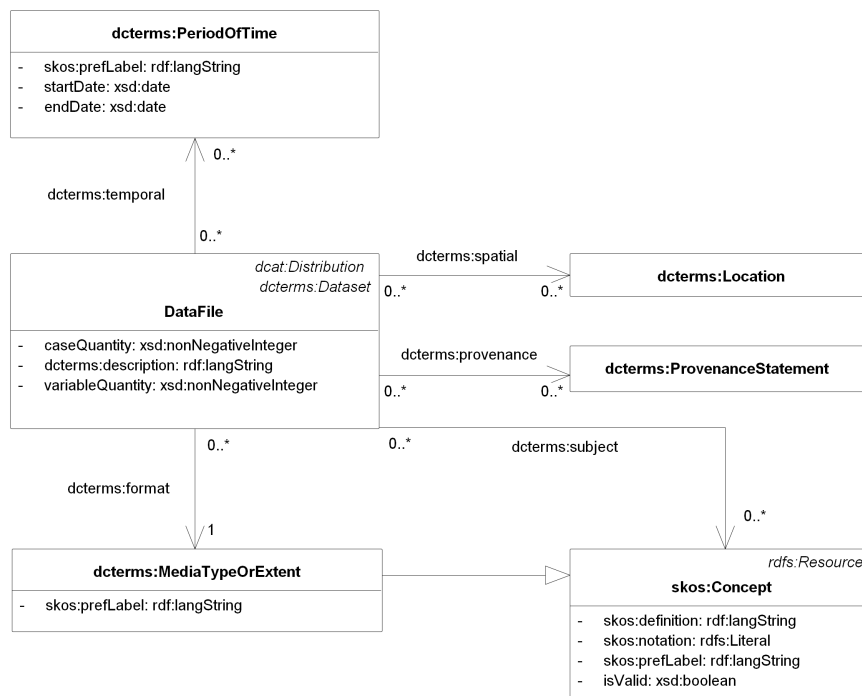 dcterms:PeriodOfTime
- skos:prefLabel: rdf:langString
- startDate: xsd:date
- endDate: xsd:date
0..*
dcterms:temporal
0..*
dcat:Distribution
dcterms:Dataset
DataFile
- caseQuantity: xsd:nonNegativeInteger
- dcterms:description: rdf:langString
- variableQuantity: xsd:nonNegativeInteger
dcterms:spatial
0..* 0..*
dcterms:Location
dcterms:provenance
0..* 0..*
dcterms:ProvenanceStatement
0..*
dcterms:format
1
0..*
dcterms:subject
0..*
dcterms:MediaTypeOrExtent
- skos:prefLabel: rdf:langString
rdfs:Resource
skos:Concept
- skos:definition: rdf:langString
- skos:notation: rdfs:Literal
- skos:prefLabel: rdf:langString
- isValid: xsd:boolean